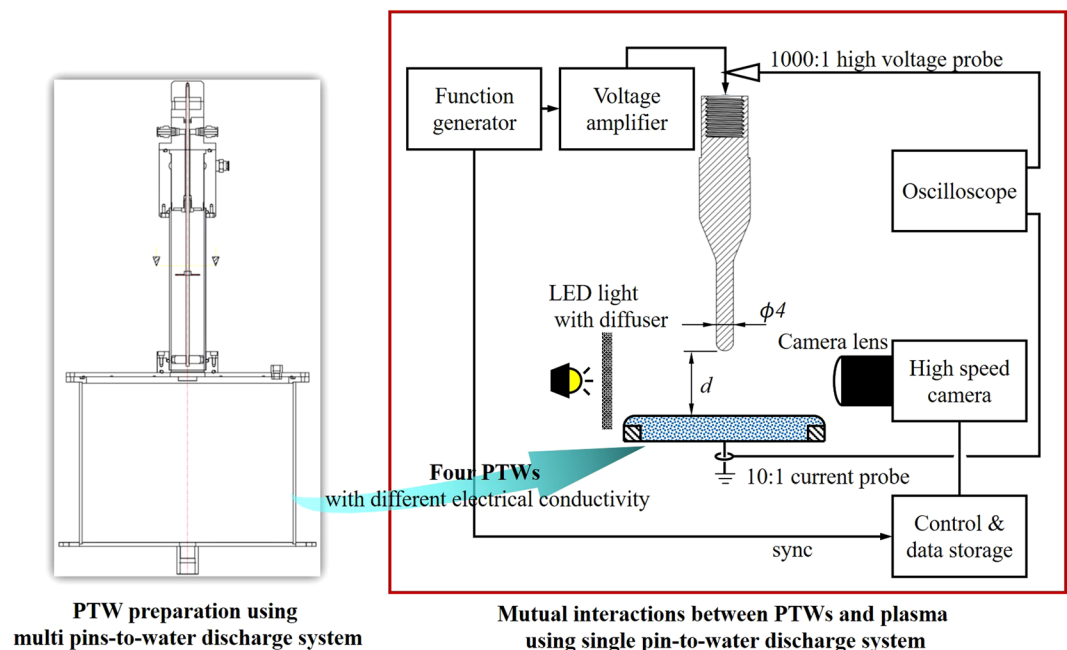 1000:1 high voltage probe
Function
generator
Voltage
amplifier
Oscilloscope
LED light
with diffuser
ϕ4
Camera lens
d
High speed
camera
Four PTWs
with different electrical conductivity
10:1 current probe
Control &
data storage
sync
PTW preparation using
multi pins-to-water discharge system
Mutual interactions between PTWs and plasma
using single pin-to-water discharge system